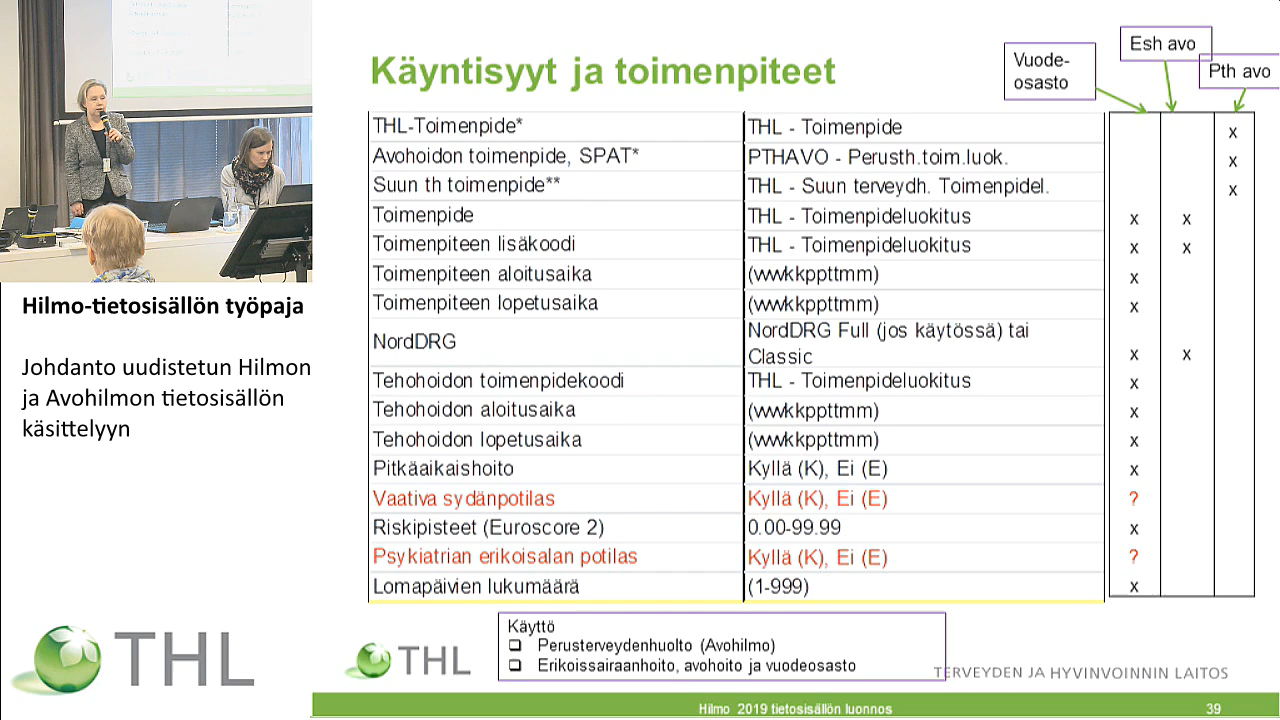 Hilmo-tietosisällön työpaja
Johdanto uudistetun Hilmon
ja Avohilmon tietosisällön
käsittelyyn
THL
Käyntisyyt ja toimenpiteet
Vuode-
osasto
Esh avo
Pth avo
THL-Toimenpide* THL - Toimenpide x
Avohoidon toimenpide, SPAT* PTHAVO - Perusth.toim.luok. x
Suun th toimenpide** THL - Suun terveydh. Toimenpidel. x
Toimenpide THL - Toimenpideluokitus x x
Toimenpiteen lisäkoodi THL - Toimenpideluokitus x x
Toimenpiteen aloitusaika (vvvvkkppttmm) x
Toimenpiteen lopetusaika (vvvvkkppttmm) x
NordDRG NordDRG Full (jos käytössä) tai
Classic x x
Tehohoidon toimenpidekoodi THL - Toimenpideluokitus x
Tehohoidon aloitusaika (vvvvkkppttmm) x
Tehohoidon lopetusaika (vvvvkkppttmm) x
Pitkäaikaishoito Kyllä (K), Ei (E) x
Vaativa sydänpotilas Kyllä (K), Ei (E) ?
Riskipisteet (Euroscore 2) 0.00-99.99 x
Psykiatrian erikoisalan potilas Kyllä (K), Ei (E) ?
Lomapäivien lukumäärä (1-999) x
Käyttö
Perusterveydenhuolto (Avohilmo)
Erikoissairaanhoito, avohoito ja vuodeosasto
THL
TERVEYDEN JA HYVINVOINNIN LAITOS
Hilmo 2019 tietosisällön luonnos 39